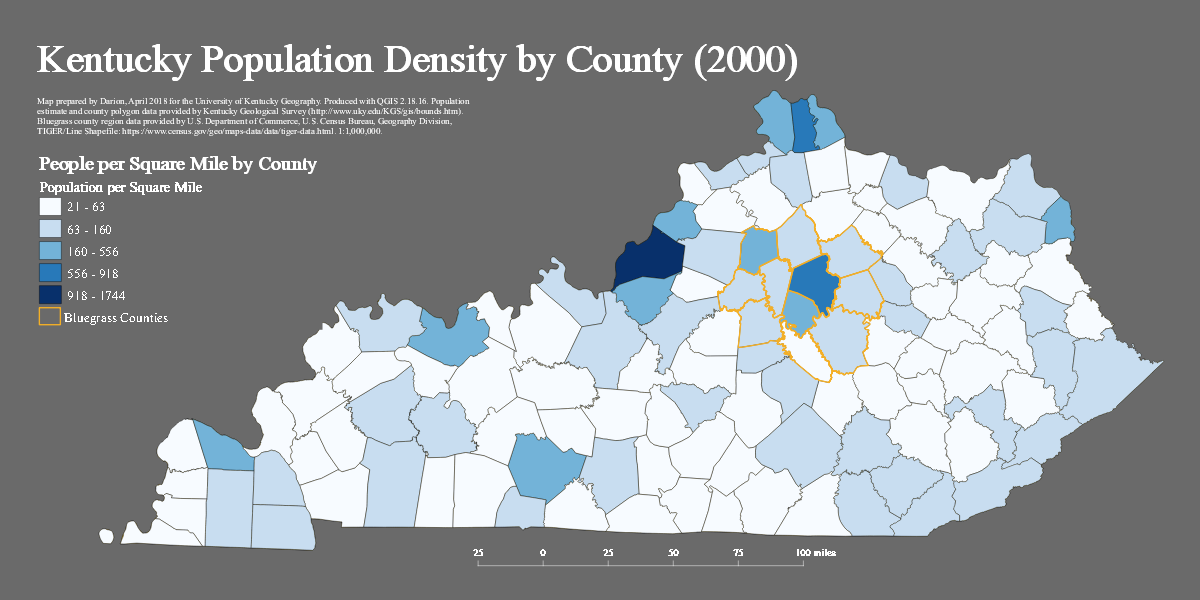 Kentucky Population Density by County (2000)
Map prepared by Darion, April 2018 for the University of Kentucky Geography. Produced with QGIS 2.18.16. Population
estimate and county polygon data provided by Kentucky Geological Survey (http://www.uky.edu/KGS/gis/bounds.htm).
Bluegrass county region data provided by U.S. Department of Commerce, U.S. Census Bureau, Geography Division,
TIGER/Line Shapefile: https://www.census.gov/geo/maps-data/data/tiger-data.html. 1:1,000,000.
People per Square Mile by County
Population per Square Mile
21 - 63
63 - 160
160 - 556
556 - 918
918 - 1744
Bluegrass Counties
25 0 25 50 75 100 miles